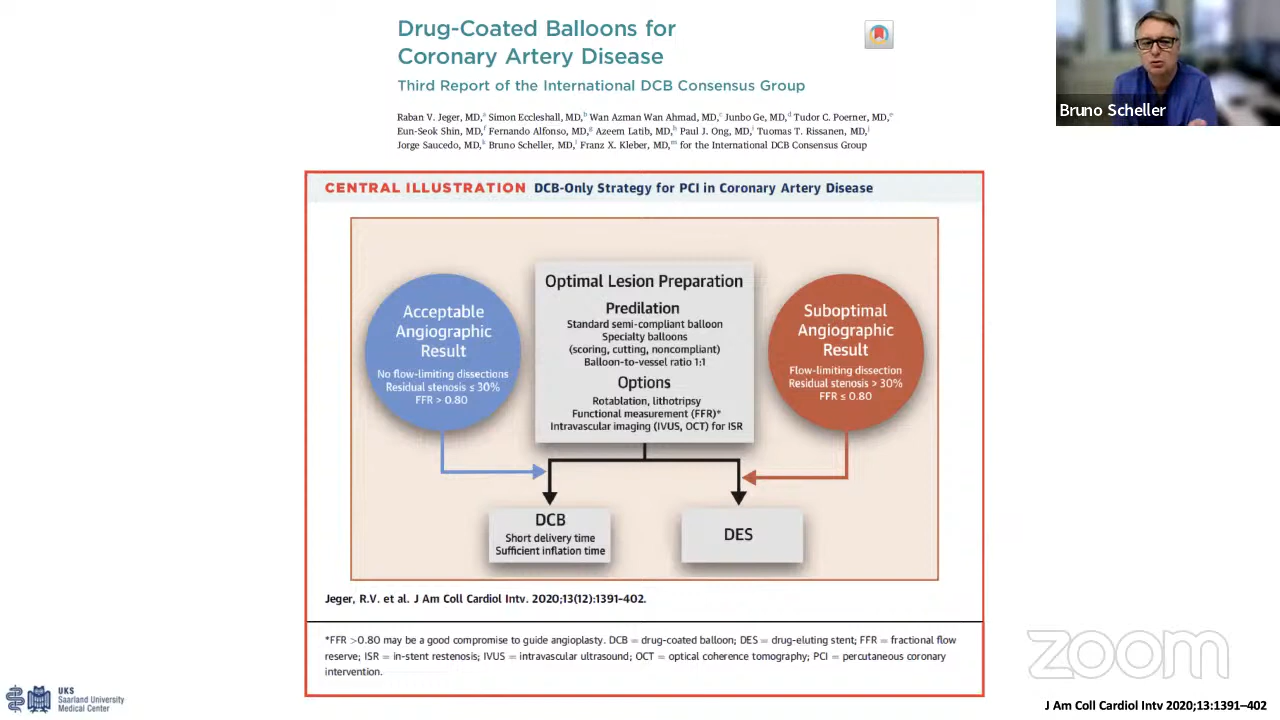 Drug-Coated Balloons for
Coronary Artery Disease
Third Report of the International DCB Consensus Group
Raban V. Jeger, MD,a Simon Eccleshall, MD,b Wan Azman Wan Ahmad, MD,c Junbo Ge, MD,d Tudor C. Poerner, MD,e
Eun-Seok Shin, MD,f Fernando Alfonso, MD,g Azeem Latib, MD,h Paul J. Ong, MD,i Tuomas T. Rissanen, MD,j
Jorge Saucedo, MD,k Bruno Scheller, MD,l Franz X. Kleber, MD,m for the International DCB Consensus Group
Bruno Scheller
CENTRAL ILLUSTRATION DCB-Only Strategy for PCI in Coronary Artery Disease
Acceptable
Angiographic
Result
No flow-limiting dissections
Residual stenosis ≤ 30%
FFR > 0.80
Optimal Lesion Preparation
Predilation
Standard semi-compliant balloon
Specialty balloons
(scoring, cutting, noncompliant)
Balloon-to-vessel ratio 1:1
Options
Rotablation, lithotripsy
Functional measurement (FFR)*
Intravascular imaging (IVUS, OCT) for ISR
Suboptimal
Angiographic
Result
Flow-limiting dissection
Residual stenosis > 30%
FFR ≤ 0.80
DCB
Short delivery time
Sufficient inflation time
DES
Jeger, R.V. et al. J Am Coll Cardiol Intv. 2020;13(12):1391–402.
*FFR >0.80 may be a good compromise to guide angioplasty. DCB = drug-coated balloon; DES = drug-eluting stent; FFR = fractional flow
reserve; ISR = in-stent restenosis; IVUS = intravascular ultrasound; OCT = optical coherence tomography; PCI = percutaneous coronary
intervention.
zoom
UKS
Saarland University
Medical Center
J Am Coll Cardiol Intv 2020;13:1391–402